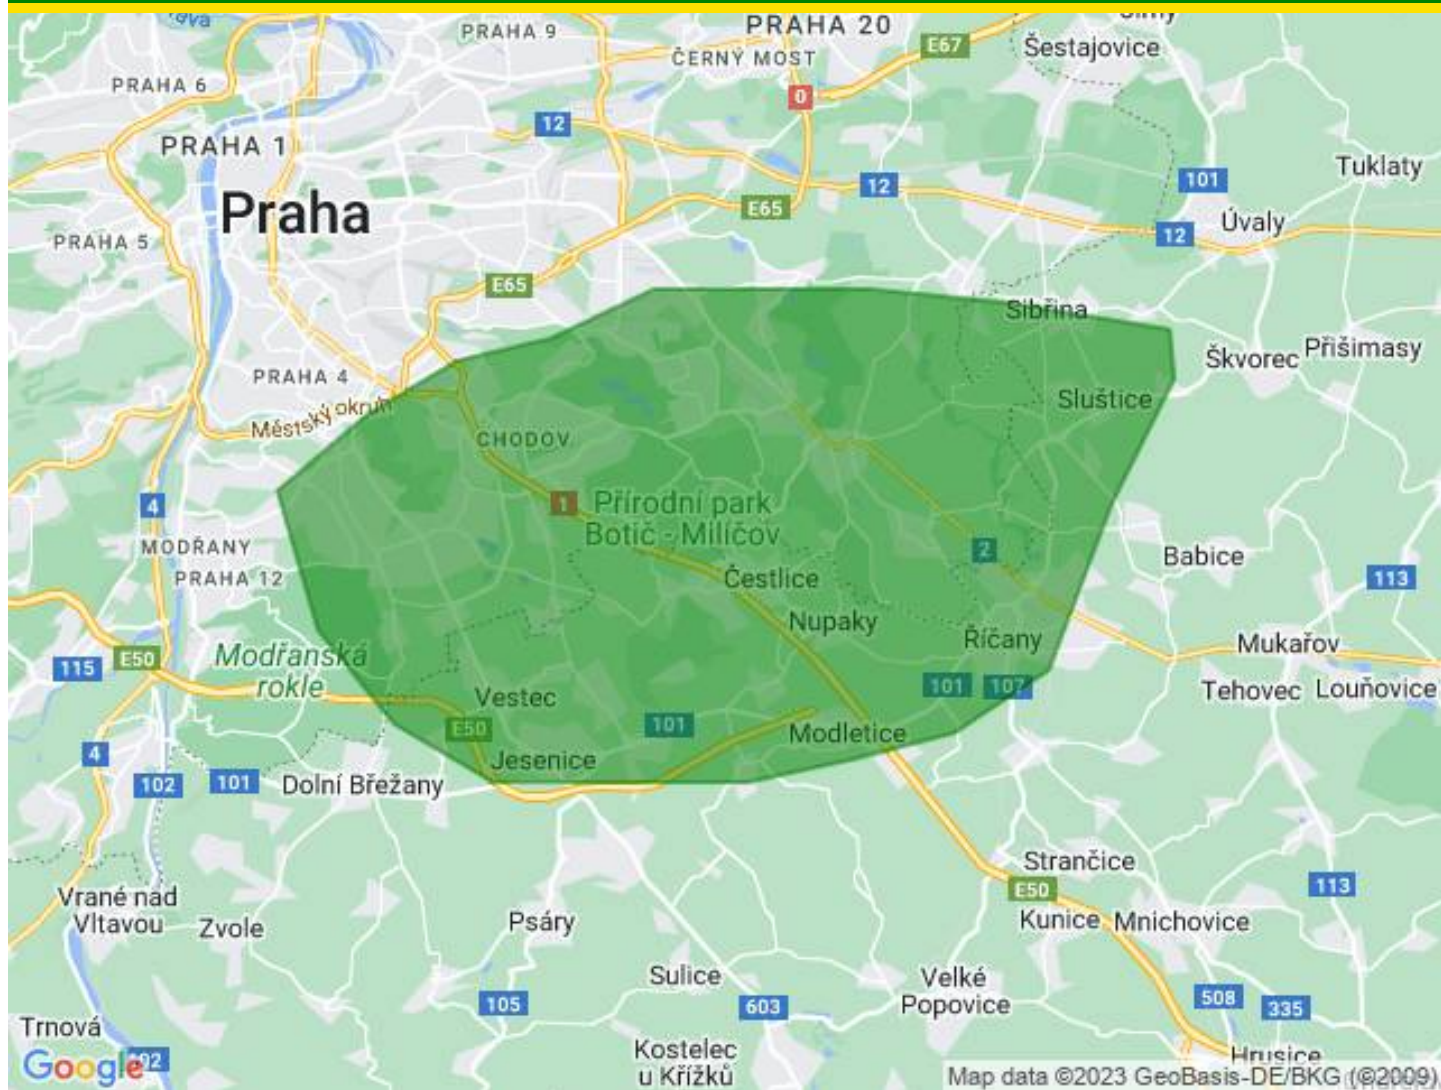 PRAHA 9
PRAHA 20
E67
Šestajovice
ČERNÝ MOST
PRAHA 6
0
12
PRAHA 1
Tuklaty
101
12
Praha
E65
Úvaly
12
PRAHA 5
E65
Sibřina
Škvorec
Přišimasy
PRAHA 4
Sluštice
Městský okruh
CHODOV
4
1
Přírodní park
Botič - Milíčov
MODŘANY
2
Babice
PRAHA 12
Čestlice
113
Nupaky
Říčany
Mukařov
115
E50
Modřanská
rokle
101
107
Tehovec
Louňovice
Vestec
E50
101
Modletice
4
Jesenice
102
101
Dolní Břežany
Strančice
E50
113
Vrané nad
Vltavou
Zvole
Psáry
Kunice
Mnichovice
Sulice
Velké
Popovice
105
603
508
335
Trnová
Kostelec
u Křížků
Hrusice
Google
Map data ©2023 GeoBasis-DE/BKG (©2009)